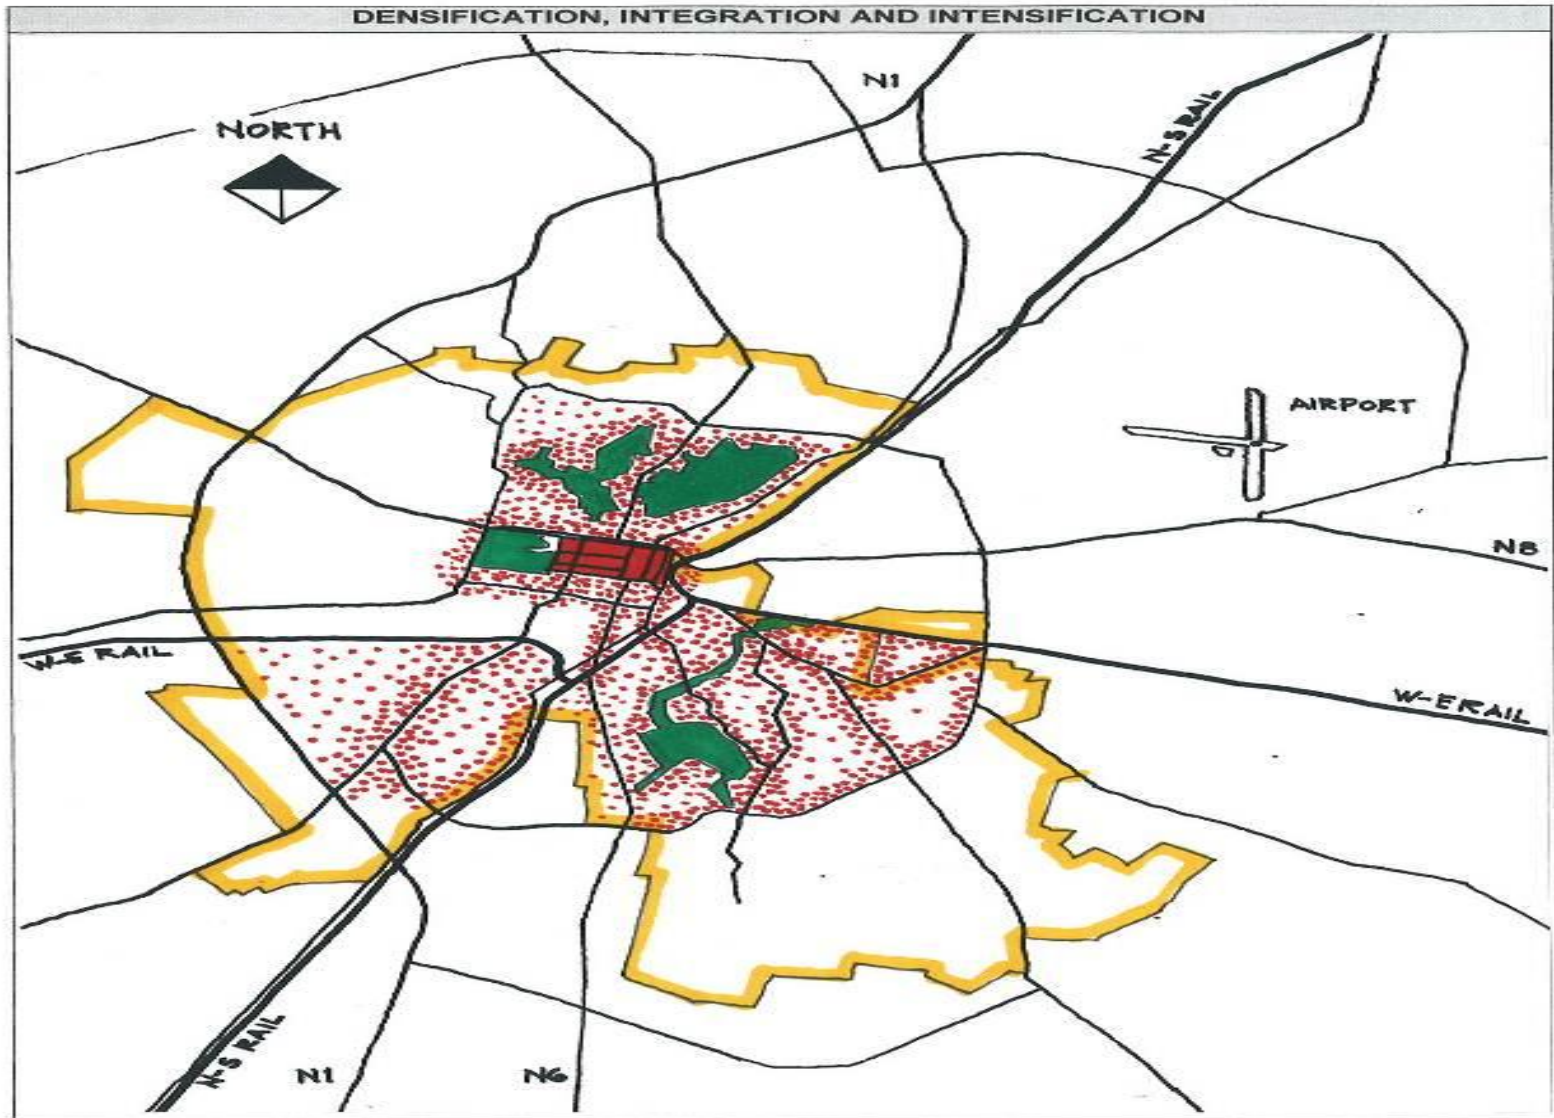 DENSIFICATION, INTEGRATION AND INTENSIFICATION
N1
N-S RAIL
NORTH
AIRPORT
N8
W-E RAIL
W-E RAIL
N-S RAIL
N1
N6